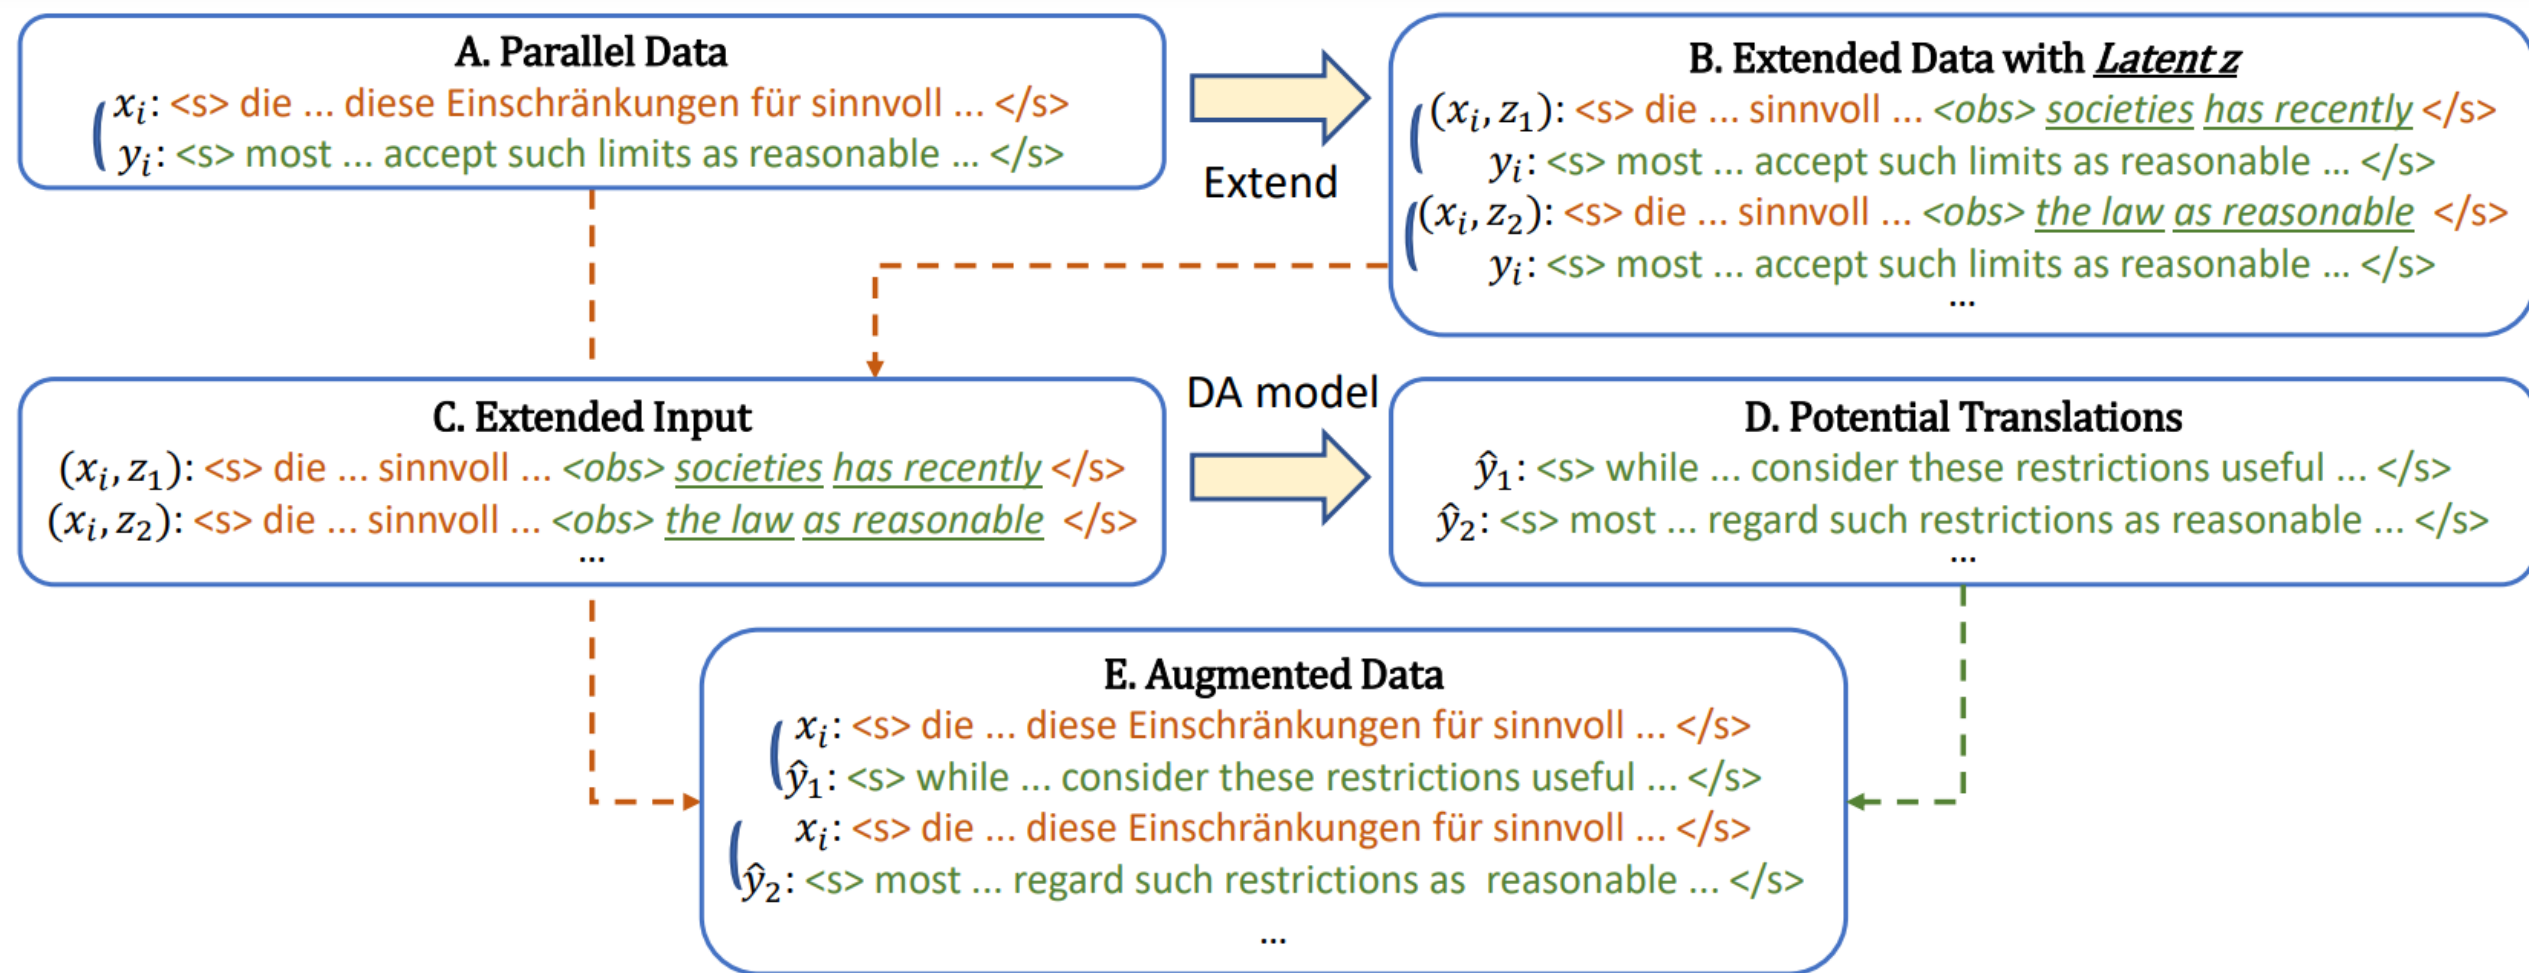 A. Parallel Data
xᵢ: <s> die ... diese Einschränkungen für sinnvoll ... </s>
yᵢ: <s> most ... accept such limits as reasonable ... </s>
Extend
B. Extended Data with Latent z
(xᵢ, z₁): <s> die ... sinnvoll ... <obs> societies has recently </s>
yᵢ: <s> most ... accept such limits as reasonable ... </s>
(xᵢ, z₂): <s> die ... sinnvoll ... <obs> the law as reasonable </s>
yᵢ: <s> most ... accept such limits as reasonable ... </s>
...
C. Extended Input
(xᵢ, z₁): <s> die ... sinnvoll ... <obs> societies has recently </s>
(xᵢ, z₂): <s> die ... sinnvoll ... <obs> the law as reasonable </s>
...
DA model
D. Potential Translations
ŷ₁: <s> while ... consider these restrictions useful ... </s>
ŷ₂: <s> most ... regard such restrictions as reasonable ... </s>
...
E. Augmented Data
xᵢ: <s> die ... diese Einschränkungen für sinnvoll ... </s>
ŷ₁: <s> while ... consider these restrictions useful ... </s>
xᵢ: <s> die ... diese Einschränkungen für sinnvoll ... </s>
ŷ₂: <s> most ... regard such restrictions as reasonable ... </s>
...